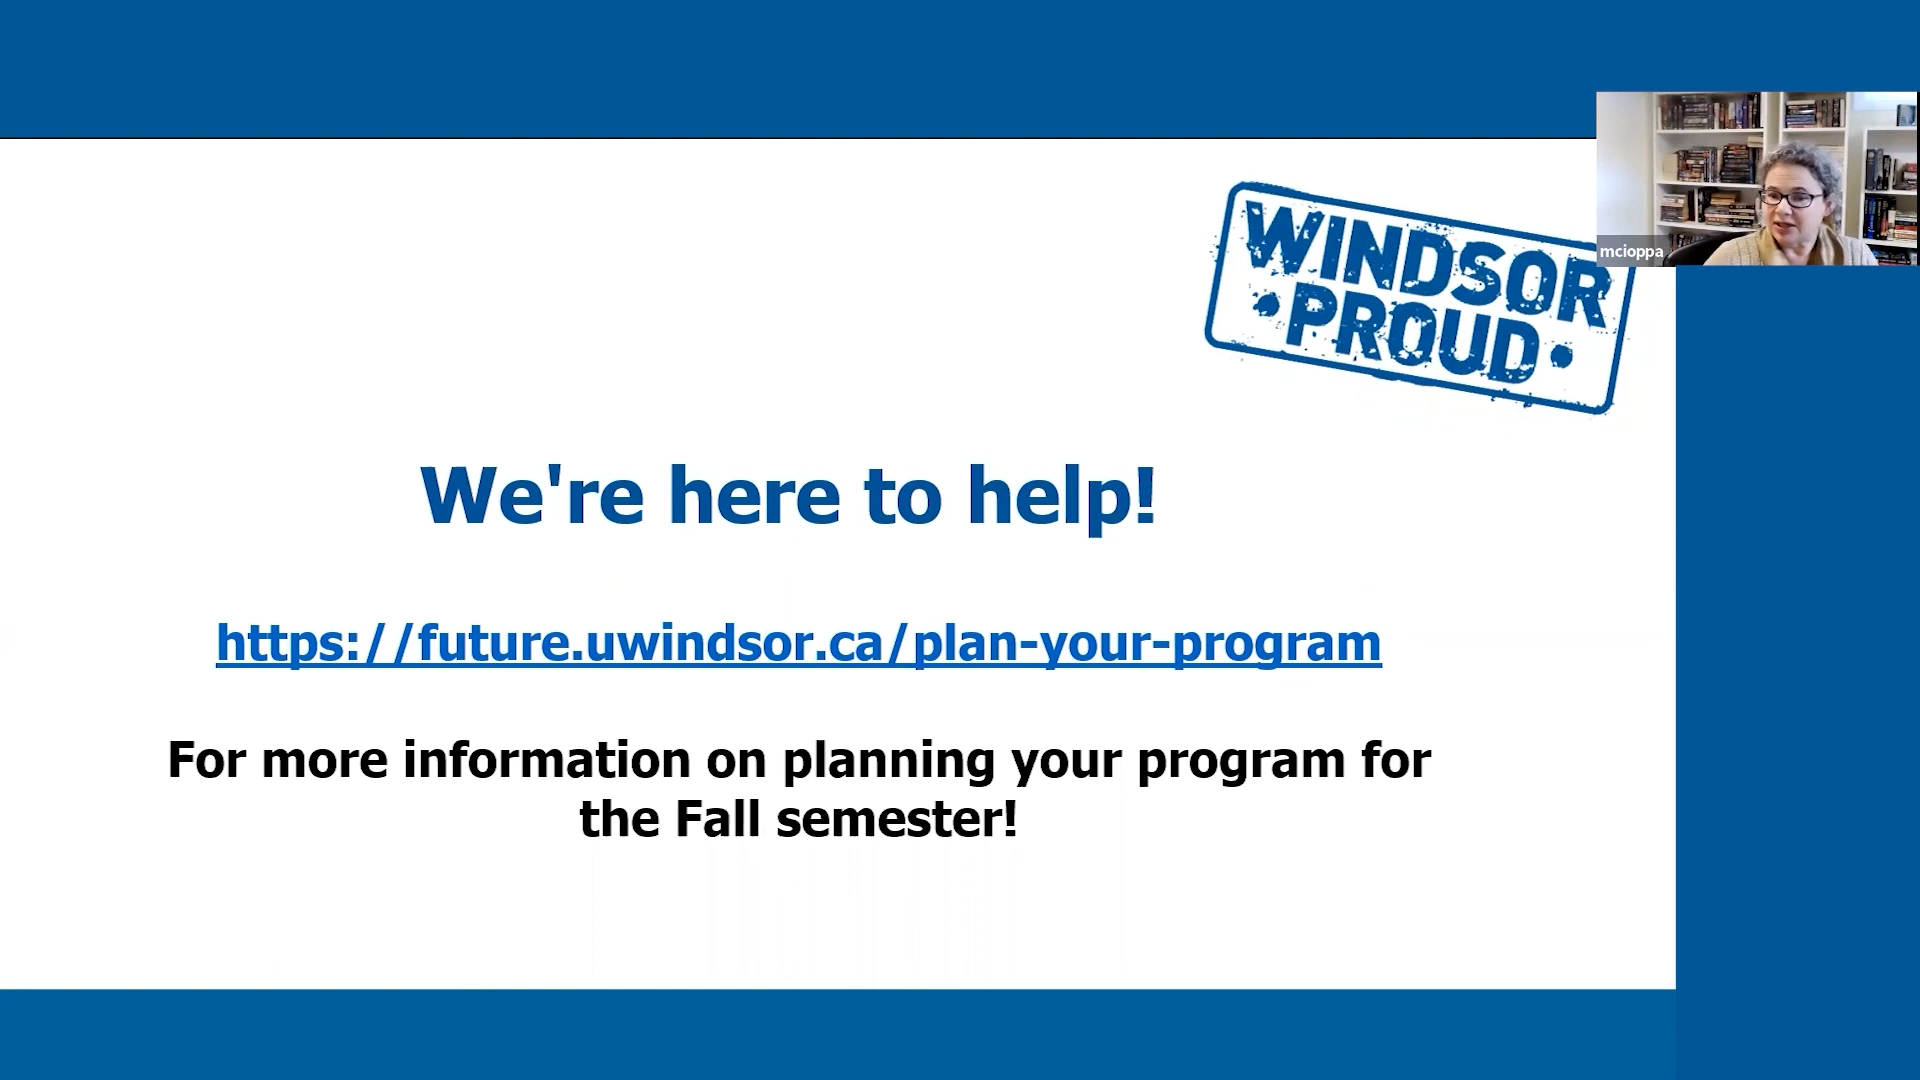 WINDSOR
• PROUD •
mcioppa
We're here to help!
https://future.uwindsor.ca/plan-your-program
For more information on planning your program for
the Fall semester!